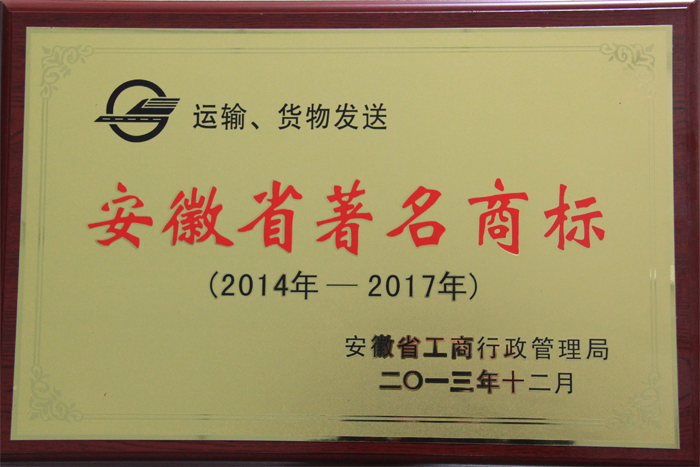 运输、货物发送
安徽省著名商标
(2014年 — 2017年)
安徽省工商行政管理局
二〇一三年十二月